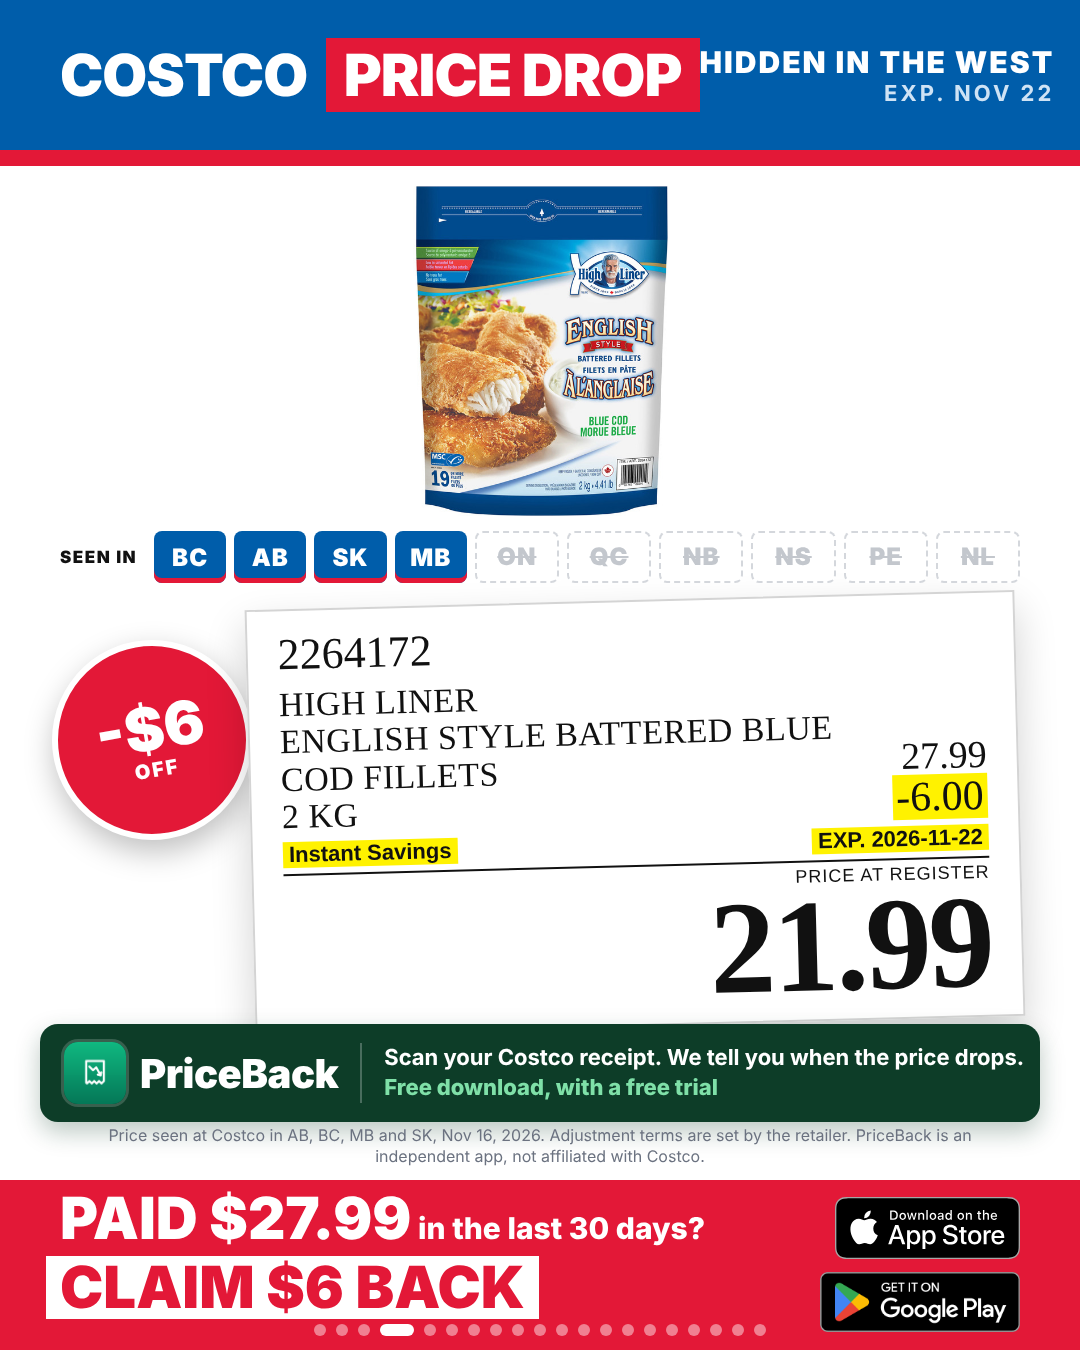 COSTCO PRICE DROP
HIDDEN IN THE WEST
EXP. NOV 22
High Liner
ENGLISH
STYLE
BATTERED FILLETS
FILETS EN PÂTE
À L'ANGLAISE
BLUE COD
MORUE BLEUE
MSC
19
2 kg • 4.41 lb
SEEN IN BC AB SK MB ON QC NB NS PE NL
-$6
OFF
2264172
HIGH LINER
ENGLISH STYLE BATTERED BLUE
COD FILLETS
2 KG
27.99
-6.00
Instant Savings
EXP. 2026-11-22
PRICE AT REGISTER
21.99
PriceBack
Scan your Costco receipt. We tell you when the price drops.
Free download, with a free trial
Price seen at Costco in AB, BC, MB and SK, Nov 16, 2026. Adjustment terms are set by the retailer. PriceBack is an
independent app, not affiliated with Costco.
PAID $27.99 in the last 30 days?
CLAIM $6 BACK
Download on the
App Store
GET IT ON
Google Play